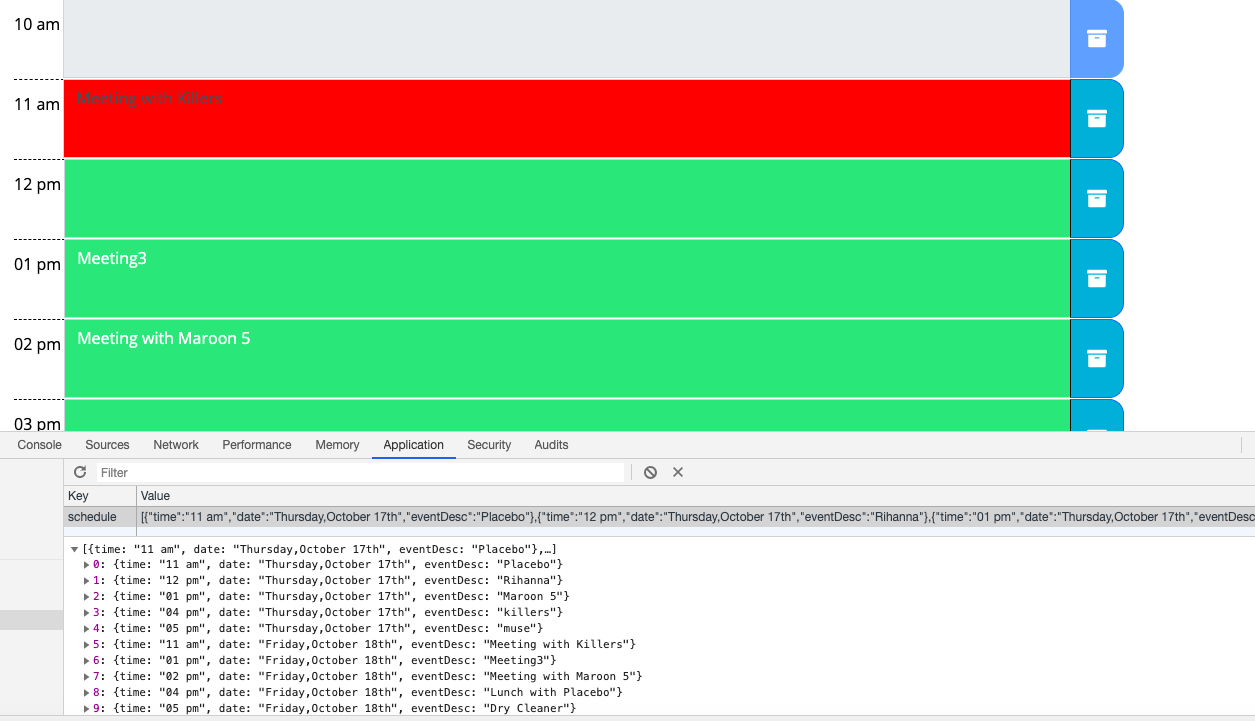 10 am
11 am Meeting with Killers
12 pm
01 pm Meeting3
02 pm Meeting with Maroon 5
03 pm
Console Sources Network Performance Memory Application Security Audits
Filter
Key Value
schedule [{"time":"11 am","date":"Thursday,October 17th","eventDesc":"Placebo"},{"time":"12 pm","date":"Thursday,October 17th","eventDesc":"Rihanna"},{"time":"01 pm","date":"Thursday,October 17th","eventDesc
[{time: "11 am", date: "Thursday,October 17th", eventDesc: "Placebo"},…]
0: {time: "11 am", date: "Thursday,October 17th", eventDesc: "Placebo"}
1: {time: "12 pm", date: "Thursday,October 17th", eventDesc: "Rihanna"}
2: {time: "01 pm", date: "Thursday,October 17th", eventDesc: "Maroon 5"}
3: {time: "04 pm", date: "Thursday,October 17th", eventDesc: "killers"}
4: {time: "05 pm", date: "Thursday,October 17th", eventDesc: "muse"}
5: {time: "11 am", date: "Friday,October 18th", eventDesc: "Meeting with Killers"}
6: {time: "01 pm", date: "Friday,October 18th", eventDesc: "Meeting3"}
7: {time: "02 pm", date: "Friday,October 18th", eventDesc: "Meeting with Maroon 5"}
8: {time: "04 pm", date: "Friday,October 18th", eventDesc: "Lunch with Placebo"}
9: {time: "05 pm", date: "Friday,October 18th", eventDesc: "Dry Cleaner"}